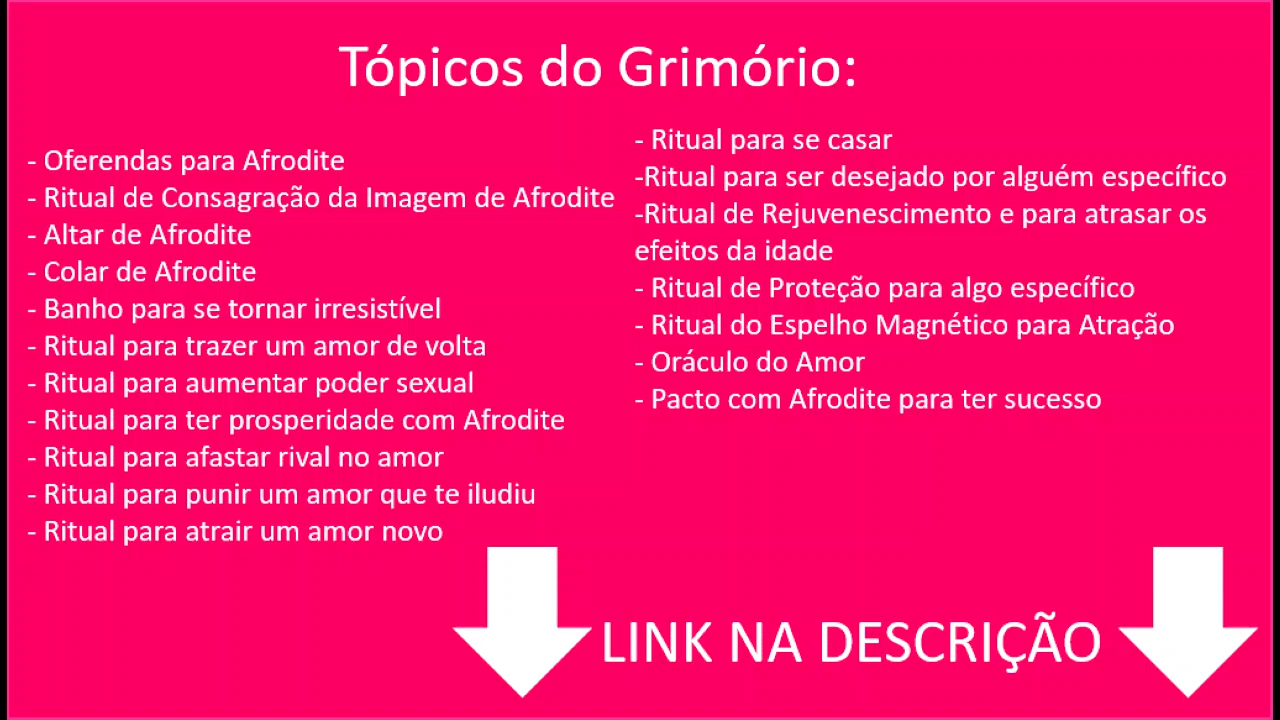 Tópicos do Grimório:
- Oferendas para Afrodite
- Ritual de Consagração da Imagem de Afrodite
- Altar de Afrodite
- Colar de Afrodite
- Banho para se tornar irresistível
- Ritual para trazer um amor de volta
- Ritual para aumentar poder sexual
- Ritual para ter prosperidade com Afrodite
- Ritual para afastar rival no amor
- Ritual para punir um amor que te iludiu
- Ritual para atrair um amor novo
- Ritual para se casar
-Ritual para ser desejado por alguém específico
-Ritual de Rejuvenescimento e para atrasar os
efeitos da idade
- Ritual de Proteção para algo específico
- Ritual do Espelho Magnético para Atração
- Oráculo do Amor
- Pacto com Afrodite para ter sucesso
LINK NA DESCRIÇÃO